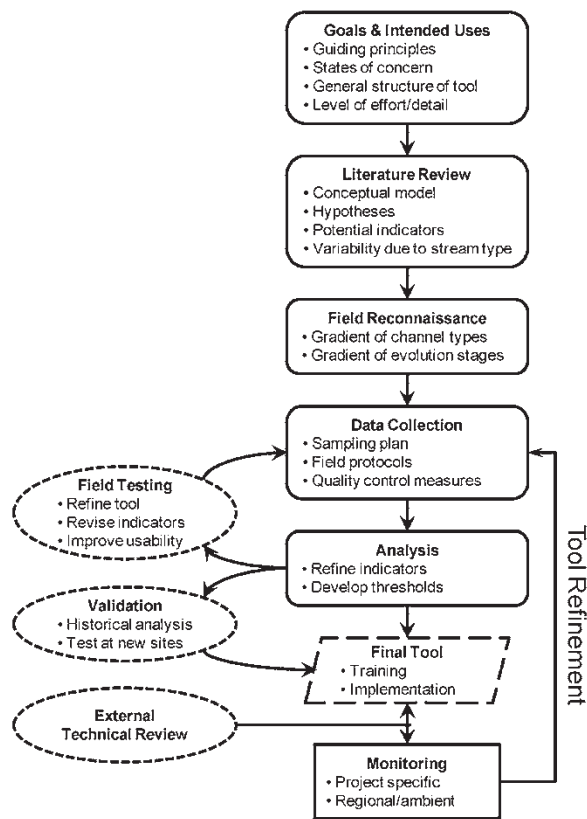 Goals & Intended Uses
• Guiding principles
• States of concern
• General structure of tool
• Level of effort/detail
Literature Review
• Conceptual model
• Hypotheses
• Potential indicators
• Variability due to stream type
Field Reconnaissance
• Gradient of channel types
• Gradient of evolution stages
Data Collection
• Sampling plan
• Field protocols
• Quality control measures
Field Testing
• Refine tool
• Revise indicators
• Improve usability
Analysis
• Refine indicators
• Develop thresholds
Validation
• Historical analysis
• Test at new sites
Final Tool
• Training
• Implementation
External
Technical Review
Monitoring
• Project specific
• Regional/ambient
Tool Refinement